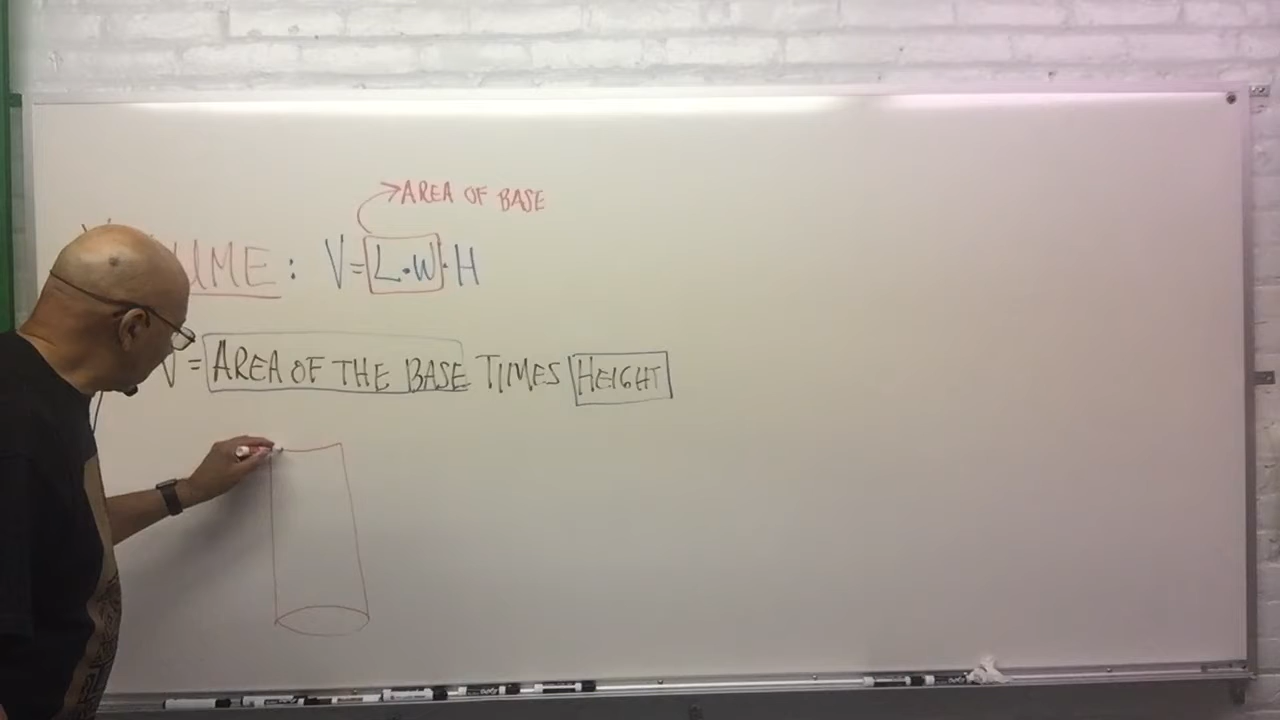 AREA OF BASE
UME: V=L·W·H
V=AREA OF THE BASE TIMES HEIGHT